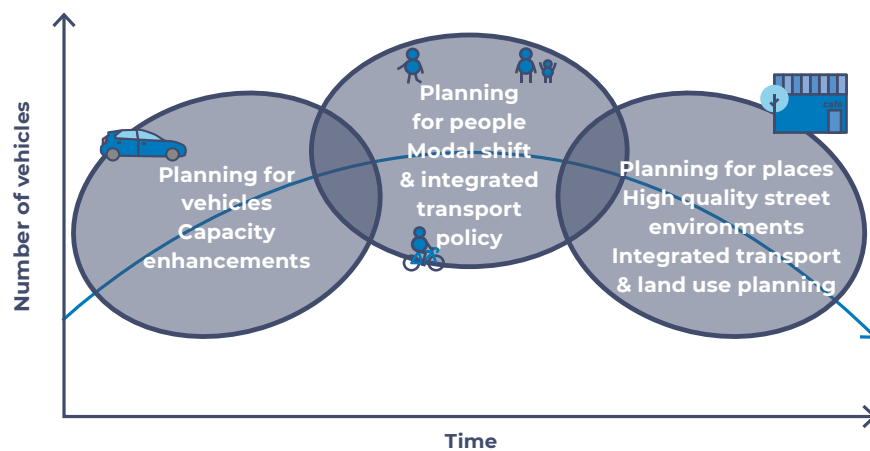 Number of vehicles
Planning for
vehicles
Capacity
enhancements
Planning
for people
Modal shift
& integrated
transport
policy
café
Planning for places
High quality street
environments
Integrated transport
& land use planning
Time